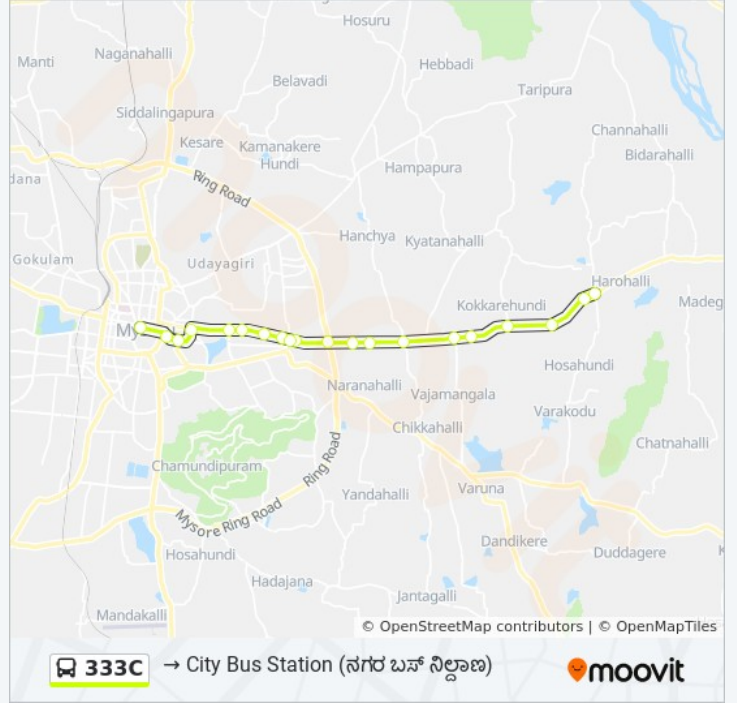 Hosuru
Naganahalli
Manti
Hebbadi
Belavadi
Taripura
Siddalingapura
Channahalli
Kesare
Kamanakere
Hundi
Bidarahalli
Hampapura
dana
Ring Road
Hanchya
Kyatanahalli
Gokulam
Udayagiri
Harohalli
Kokkarehundi
Madeg
Hosahundi
Naranahalli
Vajamangala
Varakodu
Chikkahalli
Chatnahalli
Ring Road
Chamundipuram
Yandahalli
Varuna
Mysore Ring Road
Dandikere
Hosahundi
Duddagere
Hadajana
Jantagalli
Mandakalli
© OpenStreetMap contributors | © OpenMapTiles
333C → City Bus Station (ನಗರ ಬಸ್ ನಿಲ್ದಾಣ)
moovit